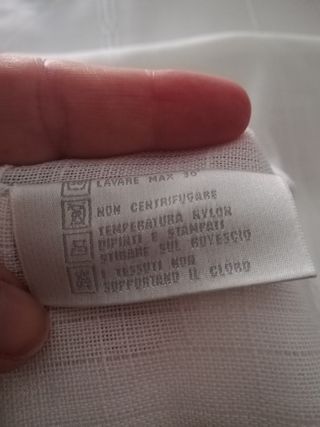 LAVARE MAX 30°
NON CENTRIFUGARE
TEMPERATURA NYLON
DIPINTI E STAMPATI
STIRARE SUL ROVESCIO
I TESSUTI NON
SOPPORTANO IL CLORO